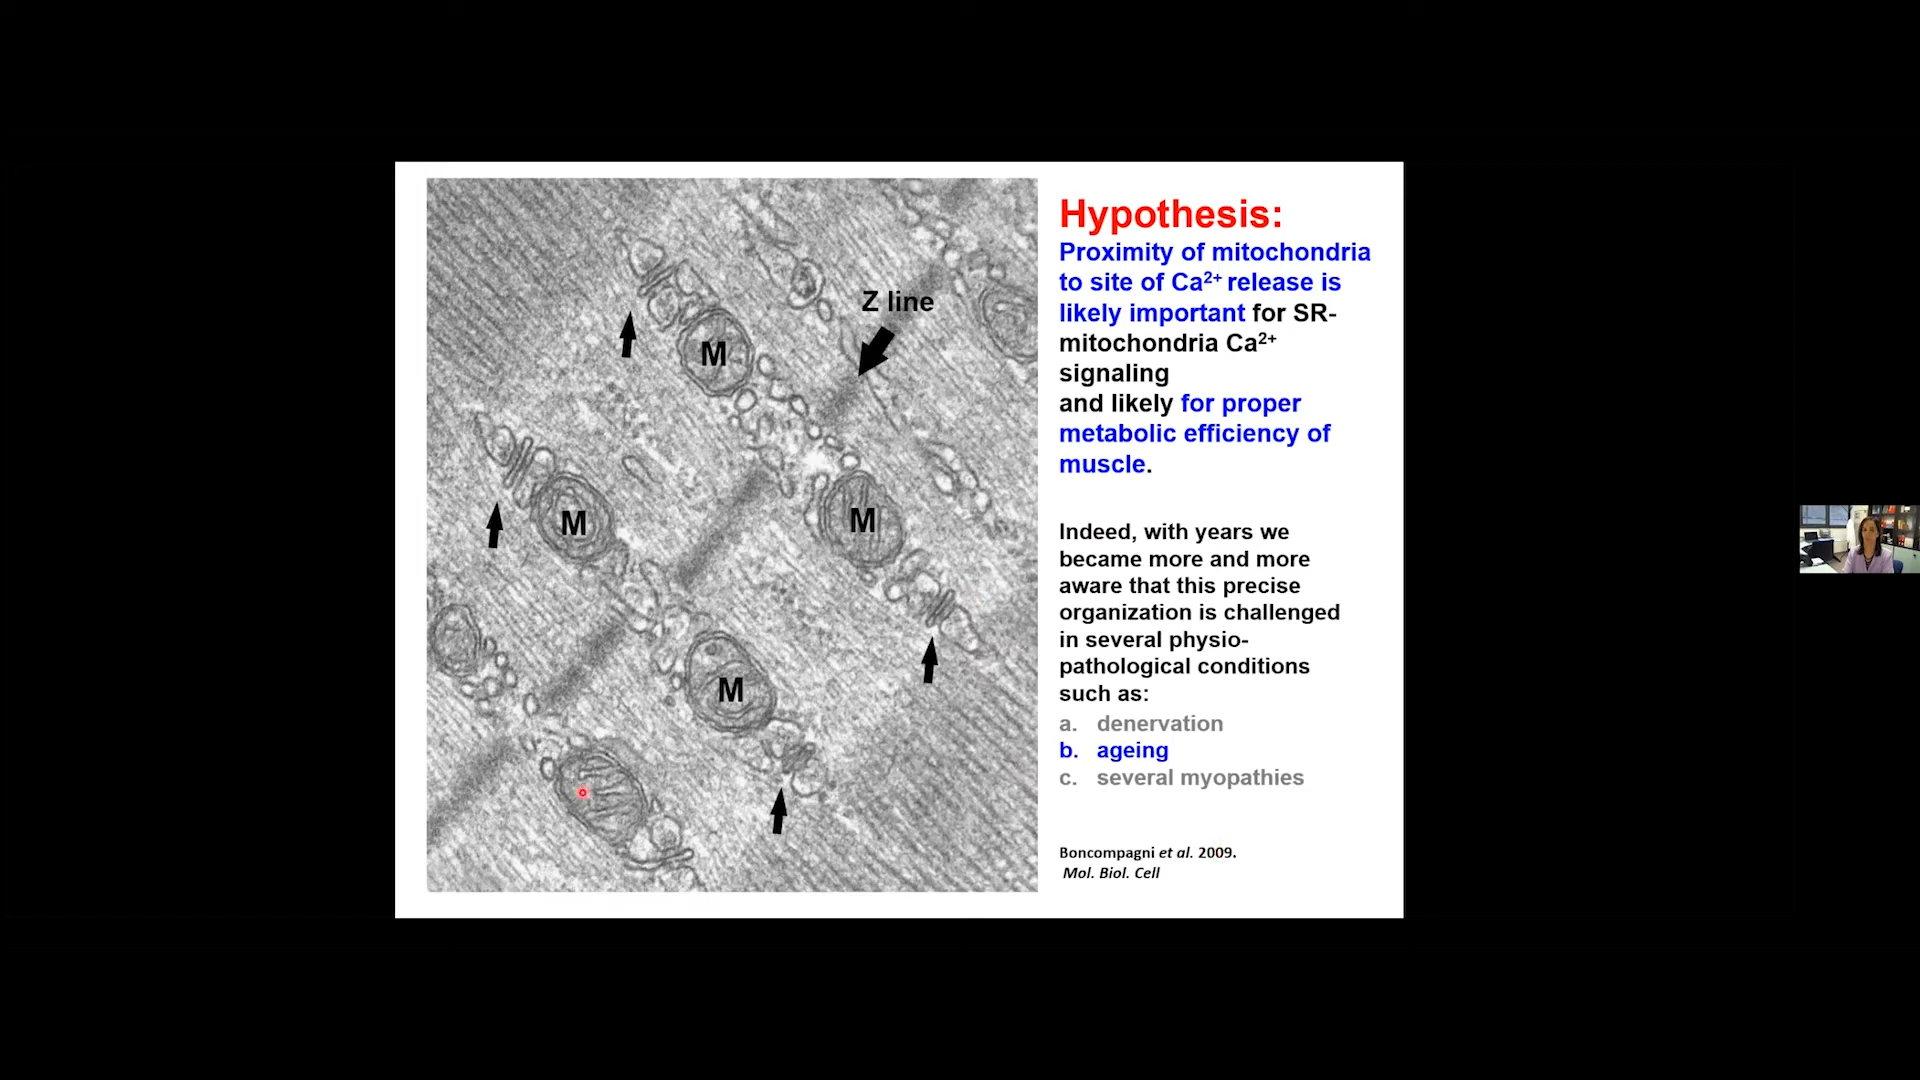 Z line
M
M
M
M
Hypothesis:
Proximity of mitochondria
to site of Ca²⁺ release is
likely important for SR-
mitochondria Ca²⁺
signaling
and likely for proper
metabolic efficiency of
muscle.
Indeed, with years we
became more and more
aware that this precise
organization is challenged
in several physio-
pathological conditions
such as:
a. denervation
b. ageing
c. several myopathies
Boncompagni et al. 2009.
Mol. Biol. Cell